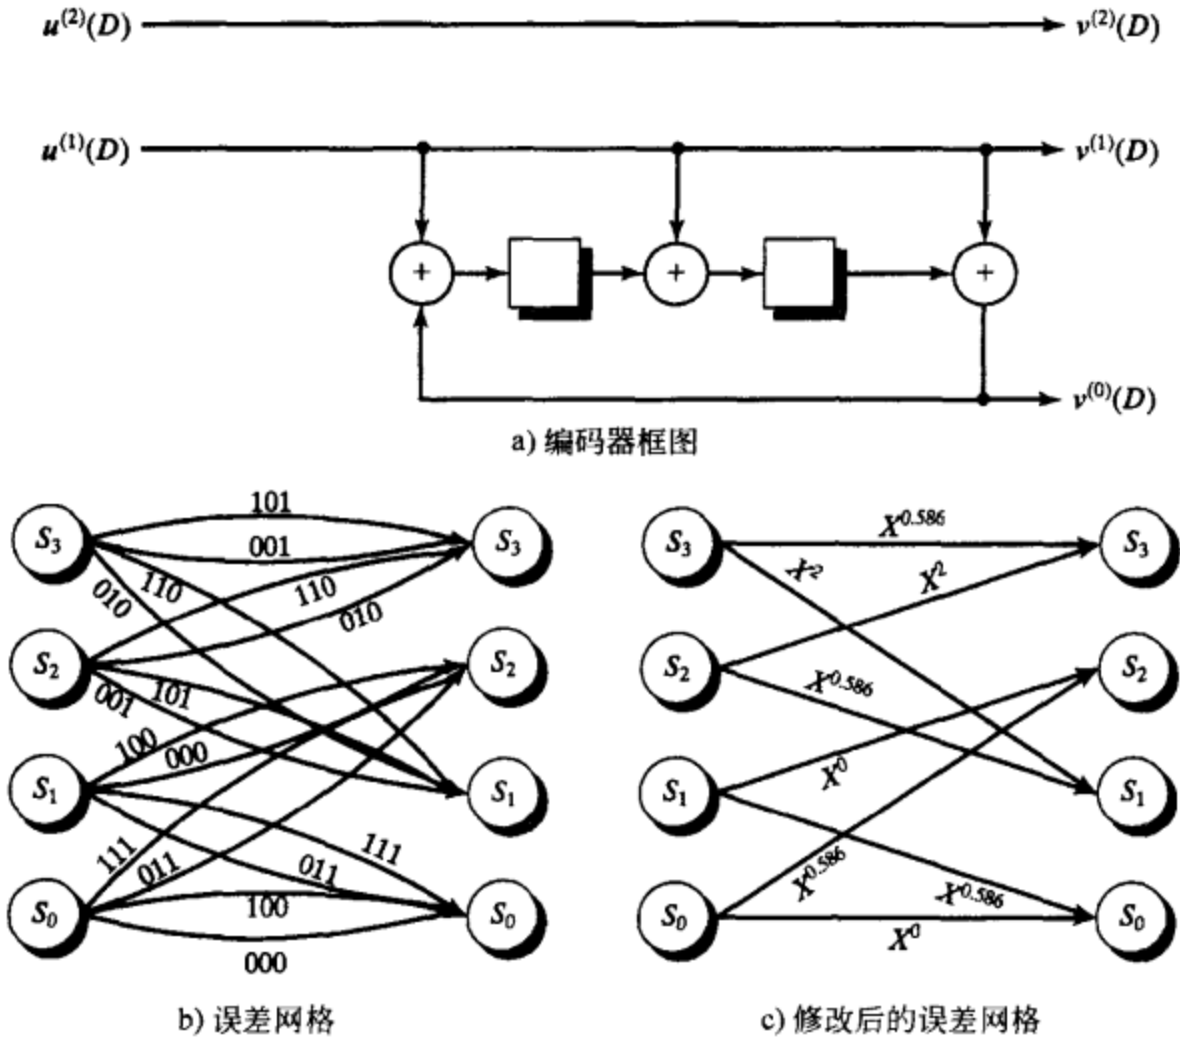 u⁽²⁾(D) v⁽²⁾(D)
u⁽¹⁾(D) v⁽¹⁾(D)
+ + +
v⁽⁰⁾(D)
a) 编码器框图
101
S₃ 001 S₃
110
010
110
010
S₂ S₂
101
001
100
000
S₁ S₁
111
011
111
011
S₀ 100 S₀
000
b) 误差网格
X^0.586
S₃ S₃
X²
X²
S₂ S₂
X^0.586
X⁰
S₁ S₁
X^0.586
X^0.586
S₀ S₀
X⁰
c) 修改后的误差网格